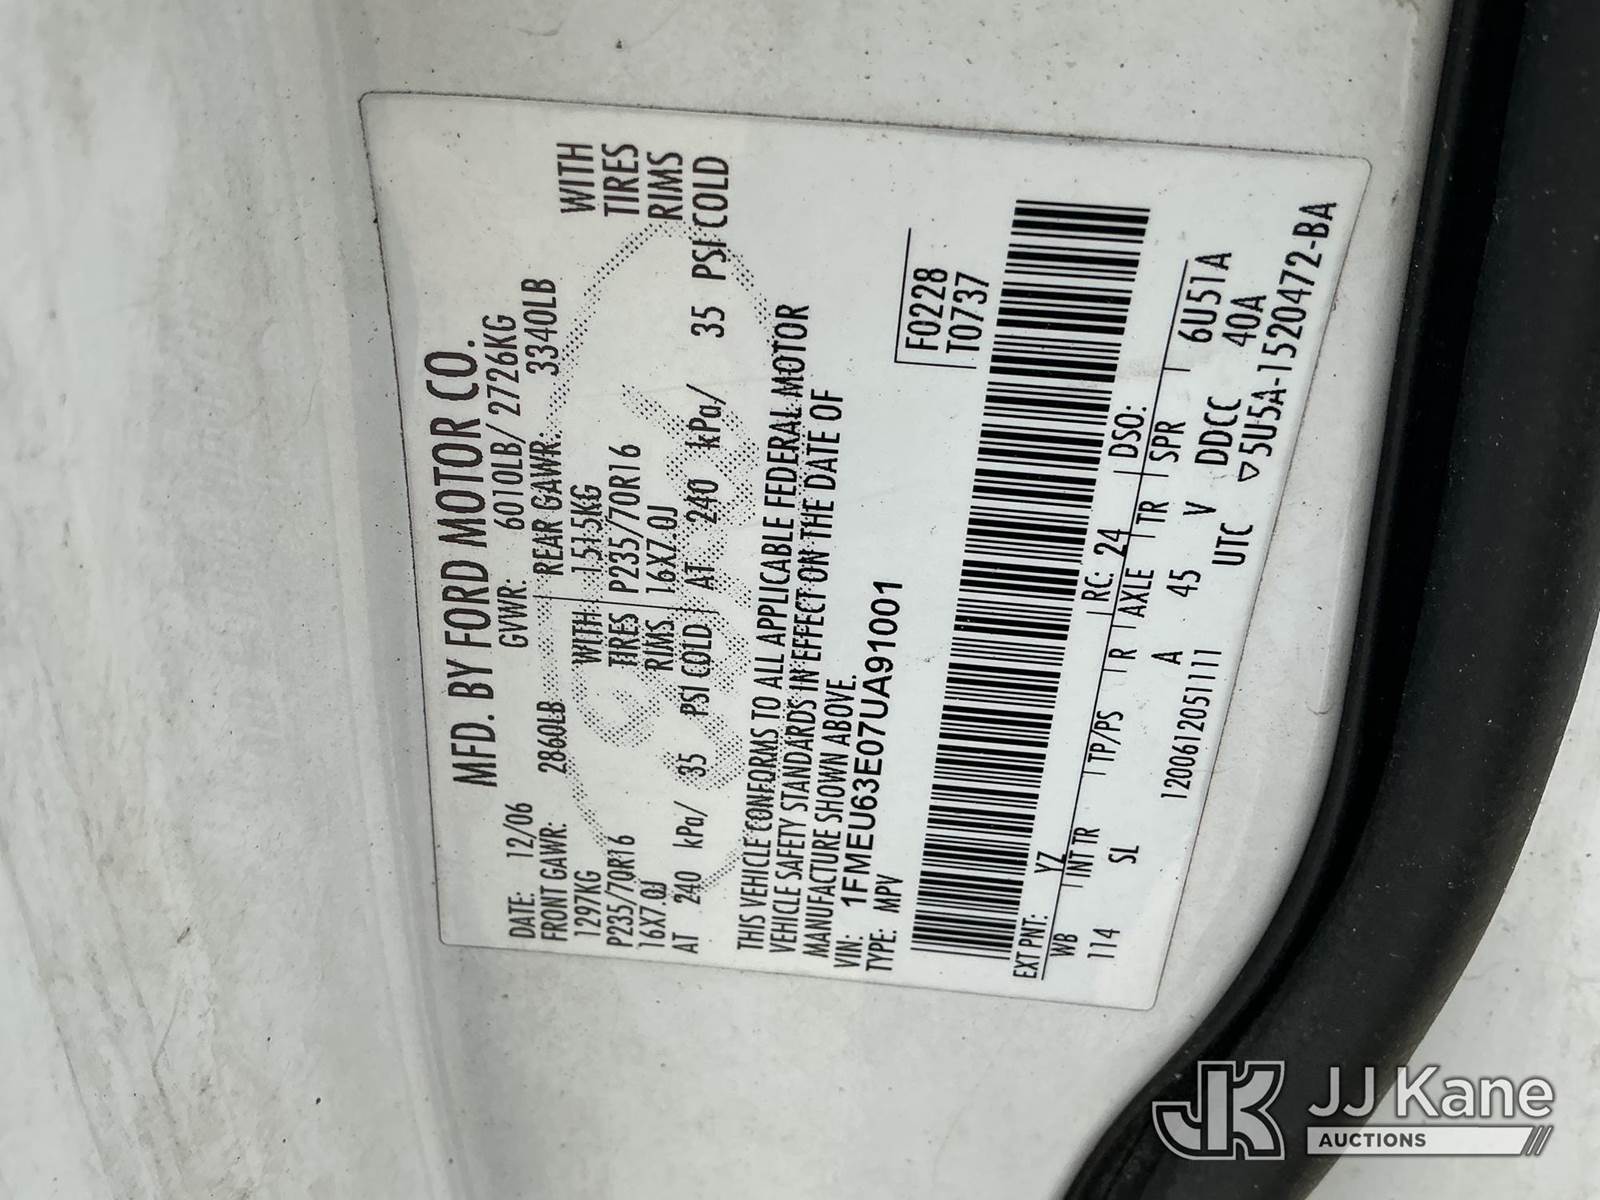 MFD. BY FORD MOTOR CO.
DATE: 12/06 GVWR: 6010LB/ 2726KG
FRONT GAWR: 2860LB REAR GAWR: 3340LB
1297KG WITH 1515KG WITH
P235/70R16 TIRES P235/70R16 TIRES
16X7.0J RIMS 16X7.0J RIMS
AT 240 kPa/ 35 PSI COLD AT 240 kPa/ 35 PSI COLD
THIS VEHICLE CONFORMS TO ALL APPLICABLE FEDERAL MOTOR
VEHICLE SAFETY STANDARDS IN EFFECT ON THE DATE OF
MANUFACTURE SHOWN ABOVE.
VIN: 1FMEU63E07UA91001
TYPE: MPV
F0228
T0737
EXT PNT: YZ RC: 24 DSO:
WB INT TR TP/PS R AXLE TR SPR 6U51A
114 SL A 45 V DDCC 40A
12006120511111 UTC ▽5U5A-1520472-BA
JK JJ Kane
AUCTIONS